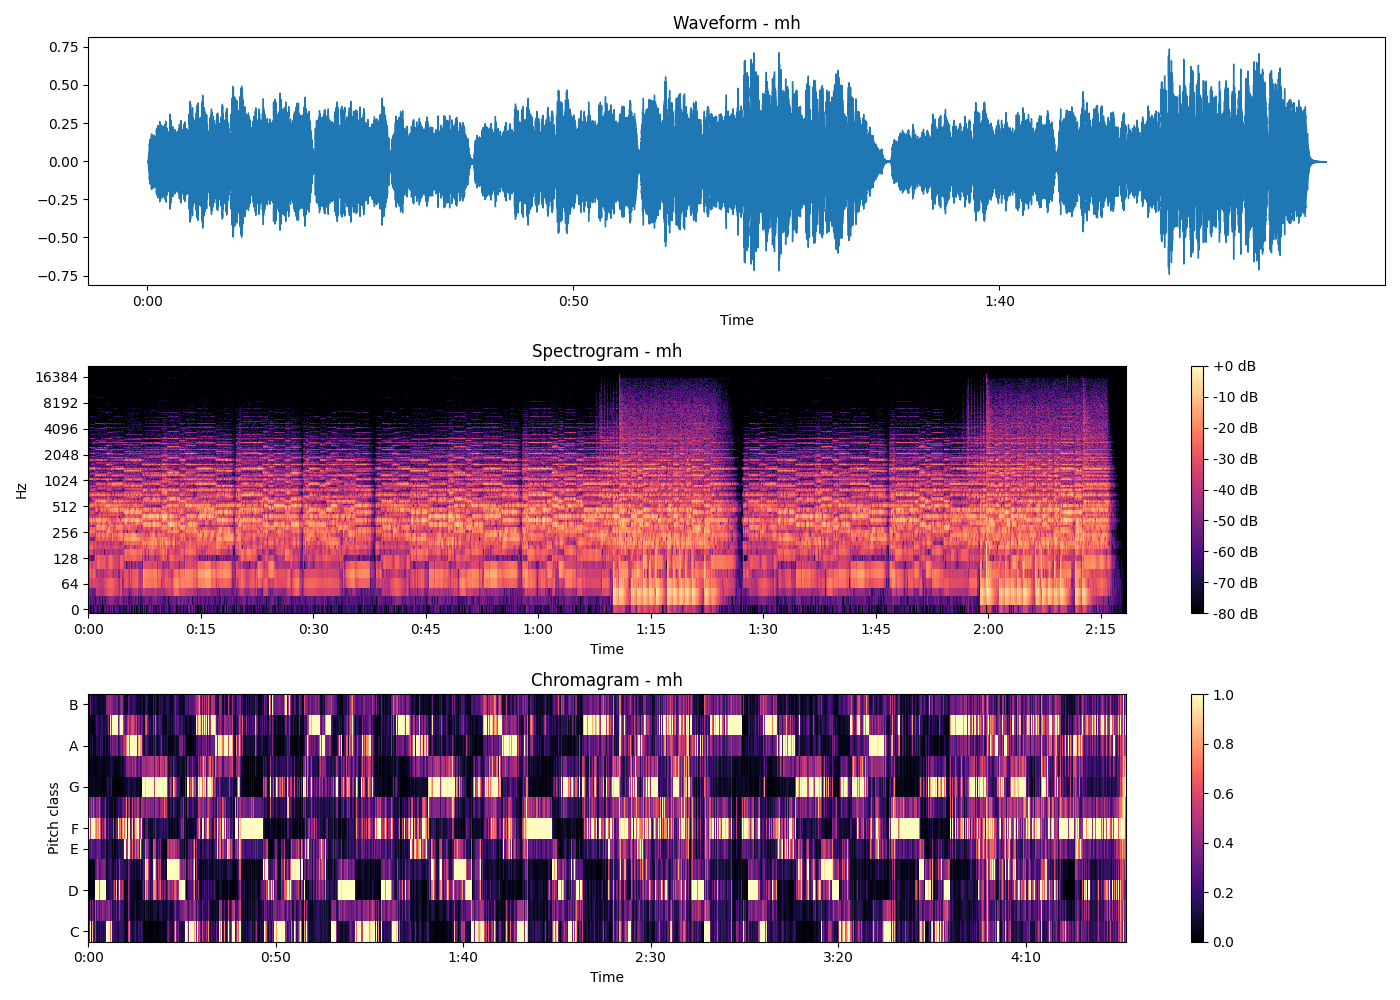 Waveform - mh
0.75
0.50
0.25
0.00
−0.25
−0.50
−0.75
0:00 0:50 1:40
Time
Spectrogram - mh
Hz
16384
8192
4096
2048
1024
512
256
128
64
0
0:00 0:15 0:30 0:45 1:00 1:15 1:30 1:45 2:00 2:15
Time
+0 dB
-10 dB
-20 dB
-30 dB
-40 dB
-50 dB
-60 dB
-70 dB
-80 dB
Chromagram - mh
Pitch class
B
A
G
F
E
D
C
0:00 0:50 1:40 2:30 3:20 4:10
Time
1.0
0.8
0.6
0.4
0.2
0.0